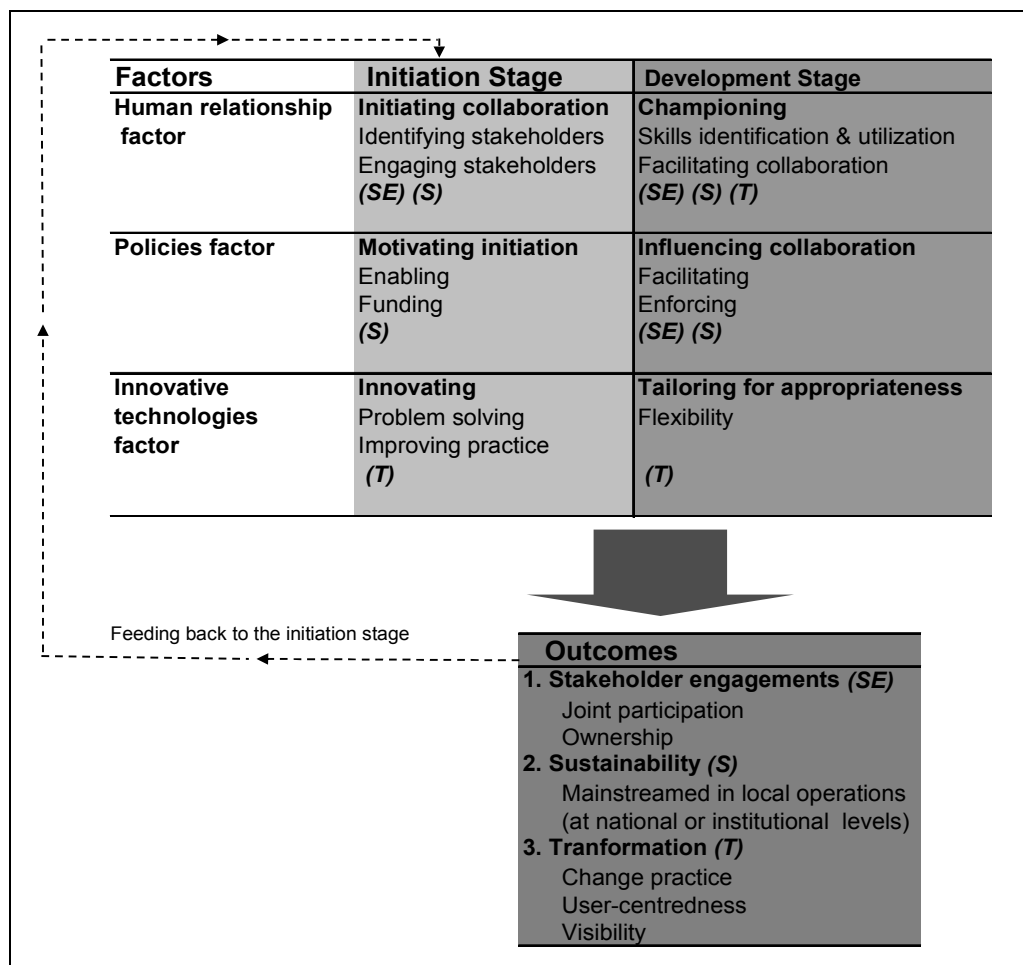 Factors
Initiation Stage
Development Stage
Human relationship
factor
Initiating collaboration
Identifying stakeholders
Engaging stakeholders
(SE) (S)
Championing
Skills identification & utilization
Facilitating collaboration
(SE) (S) (T)
Policies factor
Motivating initiation
Enabling
Funding
(S)
Influencing collaboration
Facilitating
Enforcing
(SE) (S)
Innovative
technologies
factor
Innovating
Problem solving
Improving practice
(T)
Tailoring for appropriateness
Flexibility
(T)
Feeding back to the initiation stage
Outcomes
1. Stakeholder engagements (SE)
Joint participation
Ownership
2. Sustainability (S)
Mainstreamed in local operations
(at national or institutional levels)
3. Tranformation (T)
Change practice
User-centredness
Visibility